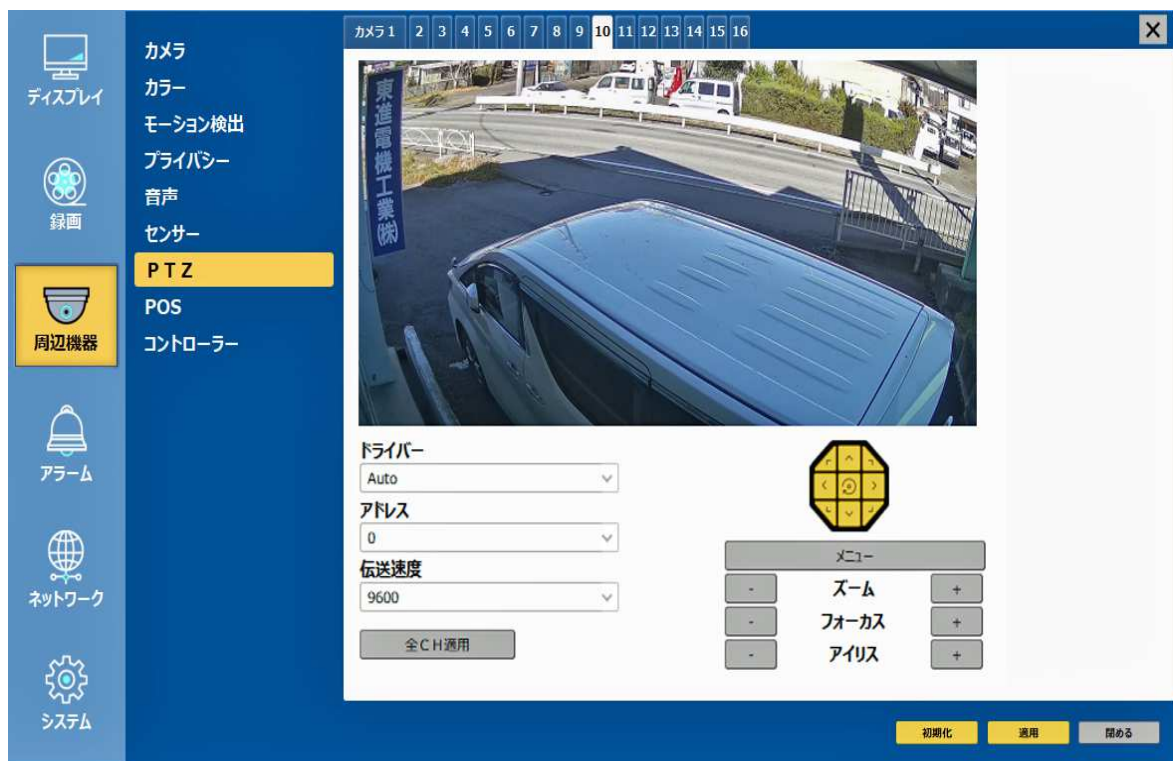 カメラ1 2 3 4 5 6 7 8 9 10 11 12 13 14 15 16
X
ディスプレイ
録画
周辺機器
アラーム
ネットワーク
システム
カメラ
カラー
モーション検出
プライバシー
音声
センサー
PTZ
POS
コントローラー
東進電機工業(株)
ドライバー
Auto
アドレス
0
伝送速度
9600
全CH適用
メニュー
- ズーム +
- フォーカス +
- アイリス +
初期化 適用 閉める